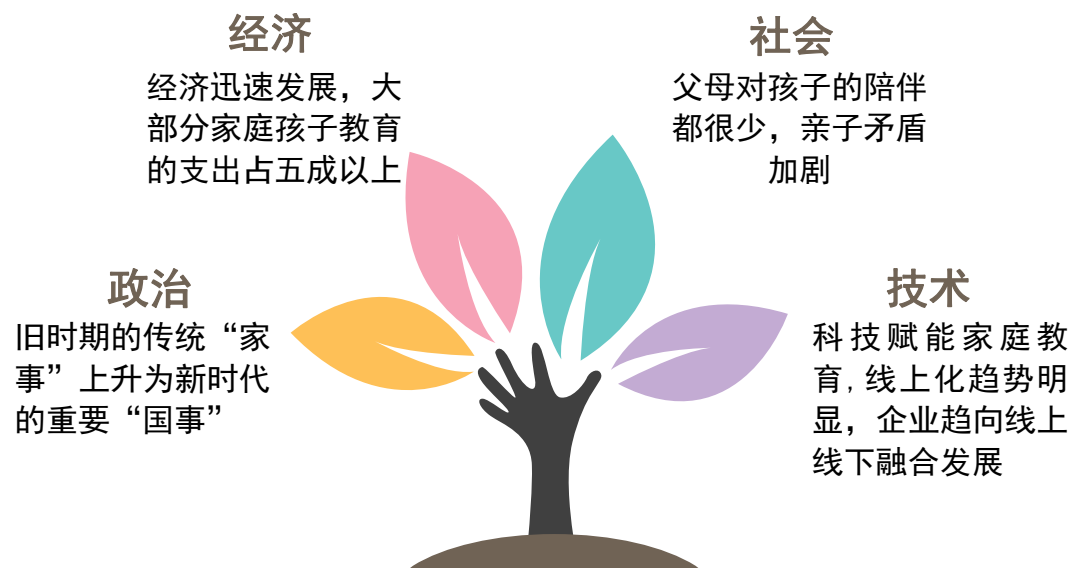 经济
经济迅速发展，大
部分家庭孩子教育
的支出占五成以上
社会
父母对孩子的陪伴
都很少，亲子矛盾
加剧
政治
旧时期的传统“家
事”上升为新时代
的重要“国事”
技术
科技赋能家庭教
育,线上化趋势明
显，企业趋向线上
线下融合发展